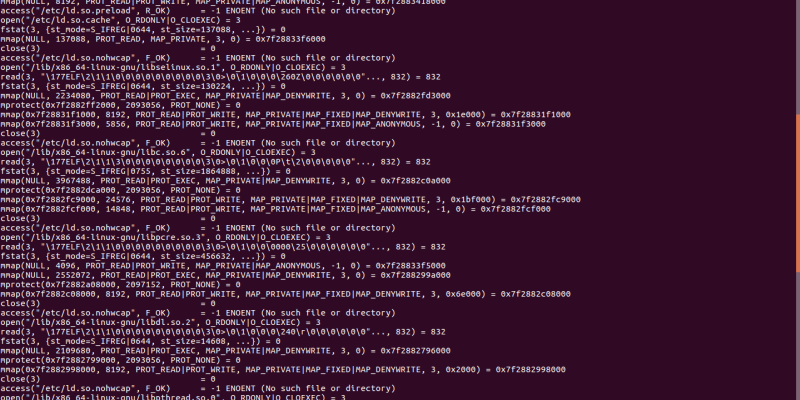 mmap(NULL, 8192, PROT_READ|PROT_WRITE, MAP_PRIVATE|MAP_ANONYMOUS, -1, 0) = 0x7f2883418000
access("/etc/ld.so.preload", R_OK)      = -1 ENOENT (No such file or directory)
open("/etc/ld.so.cache", O_RDONLY|O_CLOEXEC) = 3
fstat(3, {st_mode=S_IFREG|0644, st_size=137088, ...}) = 0
mmap(NULL, 137088, PROT_READ, MAP_PRIVATE, 3, 0) = 0x7f28833f6000
close(3)                                = 0
access("/etc/ld.so.nohwcap", F_OK)      = -1 ENOENT (No such file or directory)
open("/lib/x86_64-linux-gnu/libselinux.so.1", O_RDONLY|O_CLOEXEC) = 3
read(3, "\177ELF\2\1\1\0\0\0\0\0\0\0\0\0\3\0>\0\1\0\0\0\260Z\0\0\0\0\0\0"..., 832) = 832
fstat(3, {st_mode=S_IFREG|0644, st_size=130224, ...}) = 0
mmap(NULL, 2234080, PROT_READ|PROT_EXEC, MAP_PRIVATE|MAP_DENYWRITE, 3, 0) = 0x7f2882fd3000
mprotect(0x7f2882ff2000, 2093056, PROT_NONE) = 0
mmap(0x7f28831f1000, 8192, PROT_READ|PROT_WRITE, MAP_PRIVATE|MAP_FIXED|MAP_DENYWRITE, 3, 0x1e000) = 0x7f28831f1000
mmap(0x7f28831f3000, 5856, PROT_READ|PROT_WRITE, MAP_PRIVATE|MAP_FIXED|MAP_ANONYMOUS, -1, 0) = 0x7f28831f3000
close(3)                                = 0
access("/etc/ld.so.nohwcap", F_OK)      = -1 ENOENT (No such file or directory)
open("/lib/x86_64-linux-gnu/libc.so.6", O_RDONLY|O_CLOEXEC) = 3
read(3, "\177ELF\2\1\1\3\0\0\0\0\0\0\0\0\3\0>\0\1\0\0\0P\t\2\0\0\0\0\0"..., 832) = 832
fstat(3, {st_mode=S_IFREG|0755, st_size=1864888, ...}) = 0
mmap(NULL, 3967488, PROT_READ|PROT_EXEC, MAP_PRIVATE|MAP_DENYWRITE, 3, 0) = 0x7f2882c0a000
mprotect(0x7f2882dca000, 2093056, PROT_NONE) = 0
mmap(0x7f2882fc9000, 24576, PROT_READ|PROT_WRITE, MAP_PRIVATE|MAP_FIXED|MAP_DENYWRITE, 3, 0x1bf000) = 0x7f2882fc9000
mmap(0x7f2882fcf000, 14848, PROT_READ|PROT_WRITE, MAP_PRIVATE|MAP_FIXED|MAP_ANONYMOUS, -1, 0) = 0x7f2882fcf000
close(3)                                = 0
access("/etc/ld.so.nohwcap", F_OK)      = -1 ENOENT (No such file or directory)
open("/lib/x86_64-linux-gnu/libpcre.so.3", O_RDONLY|O_CLOEXEC) = 3
read(3, "\177ELF\2\1\1\0\0\0\0\0\0\0\0\0\3\0>\0\1\0\0\0000\25\0\0\0\0\0\0"..., 832) = 832
fstat(3, {st_mode=S_IFREG|0644, st_size=456632, ...}) = 0
mmap(NULL, 4096, PROT_READ|PROT_WRITE, MAP_PRIVATE|MAP_ANONYMOUS, -1, 0) = 0x7f28833f5000
mmap(NULL, 2552072, PROT_READ|PROT_EXEC, MAP_PRIVATE|MAP_DENYWRITE, 3, 0) = 0x7f288299a000
mprotect(0x7f2882a08000, 2097152, PROT_NONE) = 0
mmap(0x7f2882c08000, 8192, PROT_READ|PROT_WRITE, MAP_PRIVATE|MAP_FIXED|MAP_DENYWRITE, 3, 0x6e000) = 0x7f2882c08000
close(3)                                = 0
access("/etc/ld.so.nohwcap", F_OK)      = -1 ENOENT (No such file or directory)
open("/lib/x86_64-linux-gnu/libdl.so.2", O_RDONLY|O_CLOEXEC) = 3
read(3, "\177ELF\2\1\1\0\0\0\0\0\0\0\0\0\3\0>\0\1\0\0\0\240\r\0\0\0\0\0\0"..., 832) = 832
fstat(3, {st_mode=S_IFREG|0644, st_size=14608, ...}) = 0
mmap(NULL, 2109680, PROT_READ|PROT_EXEC, MAP_PRIVATE|MAP_DENYWRITE, 3, 0) = 0x7f2882796000
mprotect(0x7f2882799000, 2093056, PROT_NONE) = 0
mmap(0x7f2882998000, 8192, PROT_READ|PROT_WRITE, MAP_PRIVATE|MAP_FIXED|MAP_DENYWRITE, 3, 0x2000) = 0x7f2882998000
close(3)                                = 0
access("/etc/ld.so.nohwcap", F_OK)      = -1 ENOENT (No such file or directory)
open("/lib/x86_64-linux-gnu/libpthread.so.0", O_RDONLY|O_CLOEXEC) = 3